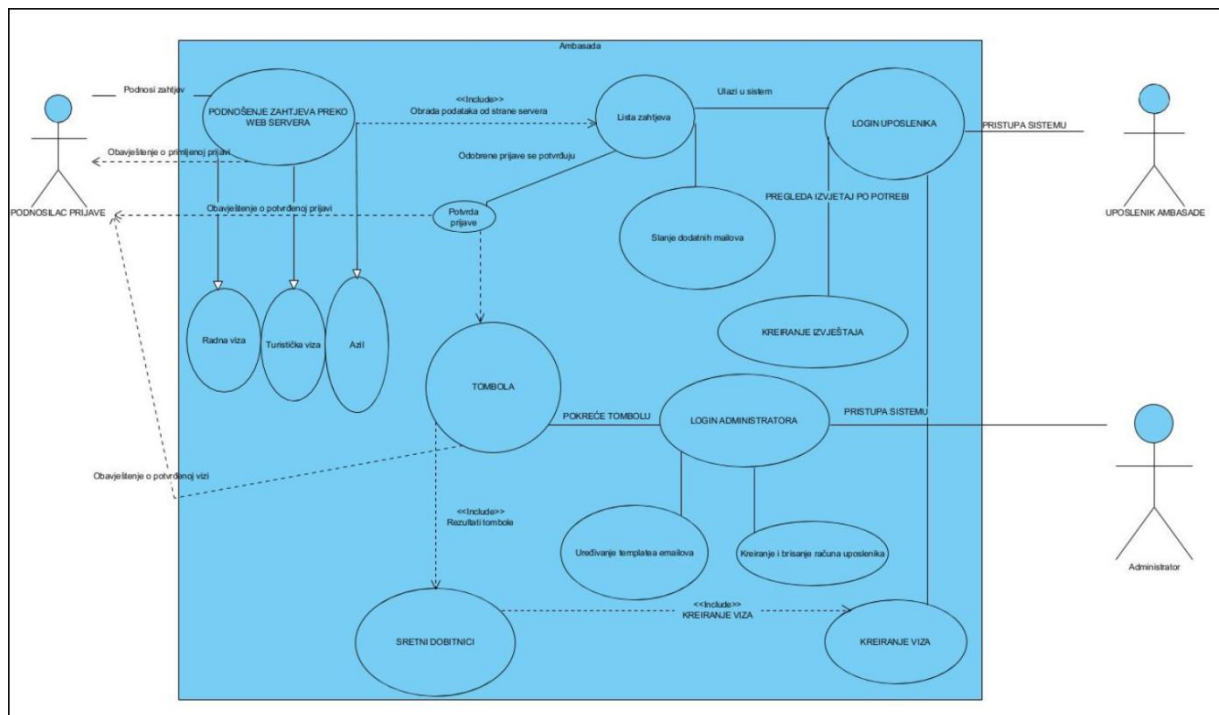 Ambasada
Podnosi zahtjev
PODNOŠENJE ZAHTJEVA PREKO
WEB SERVERA
<<Include>>
Obrada podataka od strane servera
Lista zahtjeva
Ulazi u sistem
LOGIN UPOSLENIKA
PRISTUPA SISTEMU
Obavještenje o primljenoj prijavi
Odobrene prijave se potvrđuju
PREGLEDA IZVJETAJ PO POTREBI
PODNOSILAC PRIJAVE
Obavještenje o potvrđenoj prijavi
Potvrda
prijave
UPOSLENIK AMBASADE
Slanje dodatnih mailova
Radna viza
Turistička viza
Azil
KREIRANJE IZVJEŠTAJA
TOMBOLA
POKREĆE TOMBOLU
LOGIN ADMINISTRATORA
PRISTUPA SISTEMU
Obavještenje o potvrđenoj vizi
<<Include>>
Rezultati tombole
Uređivanje templatea emailova
Kreiranje i brisanje računa uposlenika
Administrator
<<Include>>
KREIRANJE VIZA
SRETNI DOBITNICI
KREIRANJE VIZA